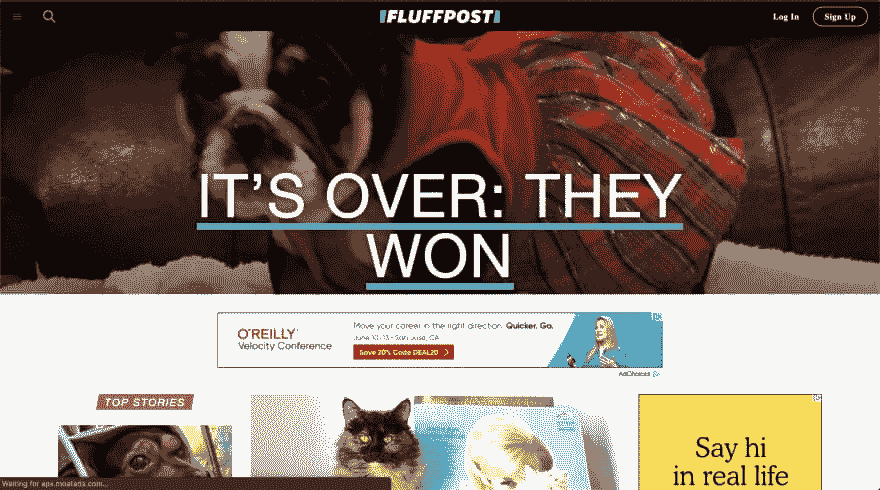 FLUFFPOST
Log In
Sign Up
IT'S OVER: THEY
WON
O'REILLY
Velocity Conference
Move your career in the right direction. Quicker. Go.
June 10-13 • San Jose, CA
Save 20% Code DEAL20
AdChoices
TOP STORIES
Say hi
in real life
Waiting for aps.moatads.com...